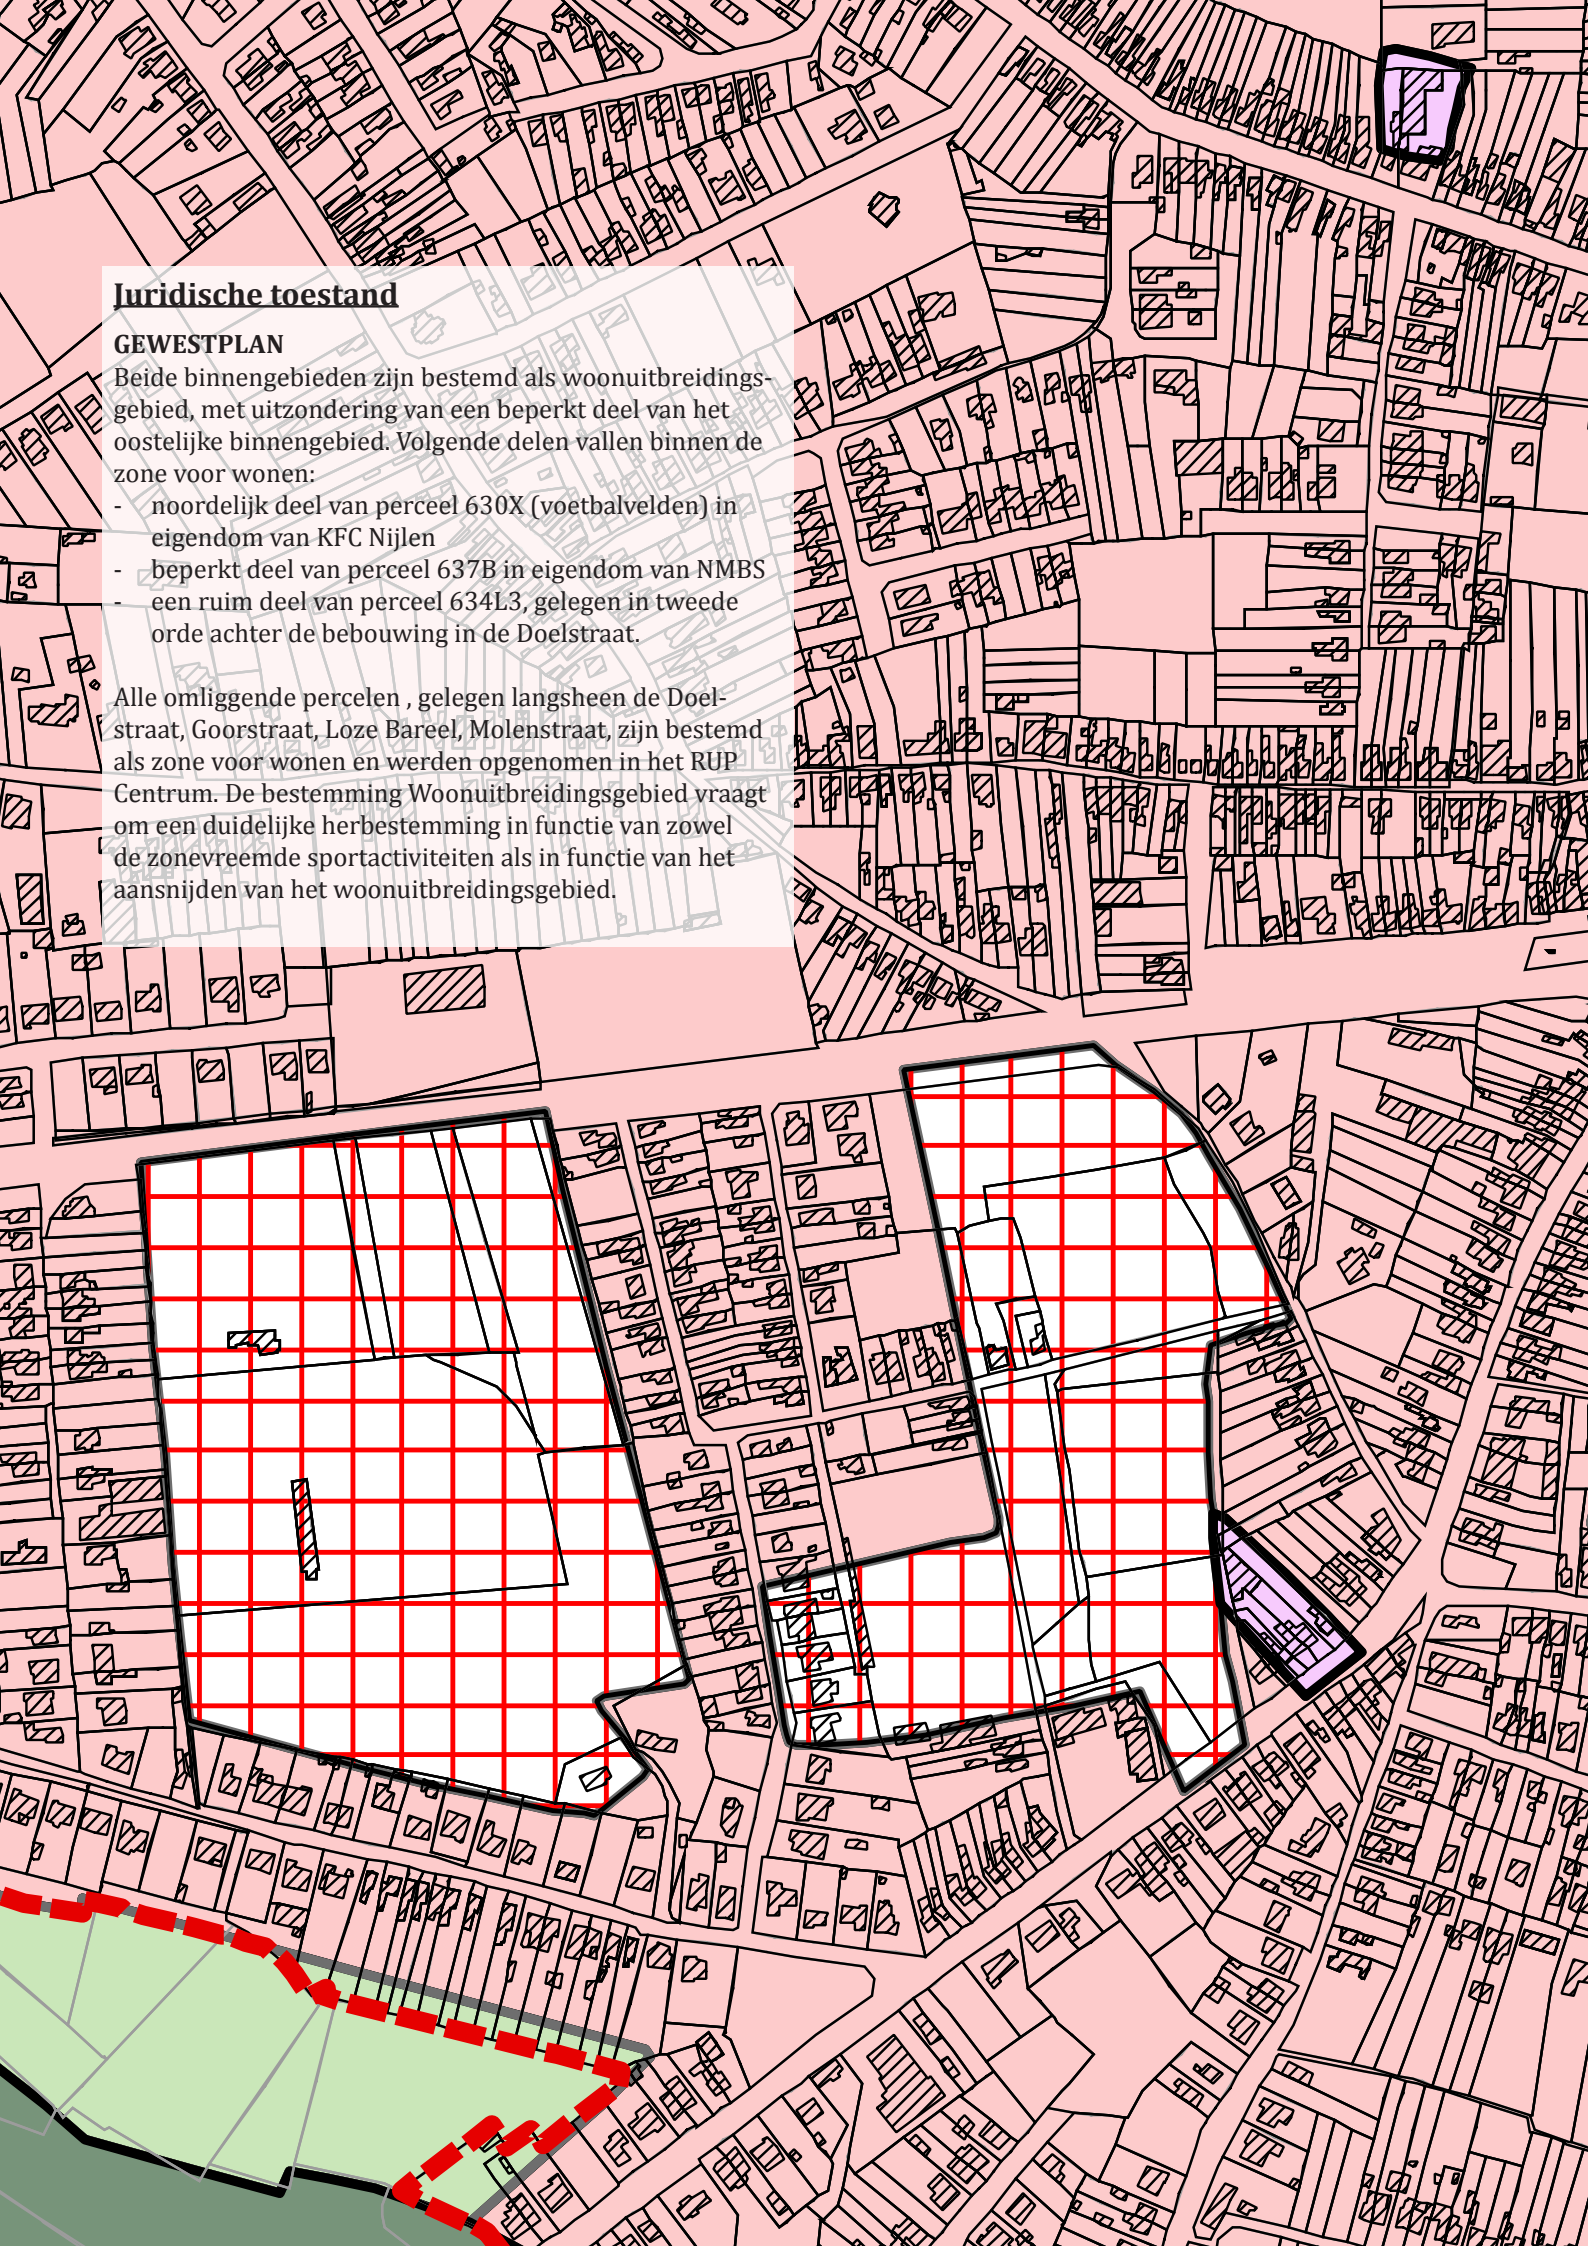 Juridische toestand
GEWESTPLAN
Beide binnengebieden zijn bestemd als woonuitbreidings-
gebied, met uitzondering van een beperkt deel van het
oostelijke binnengebied. Volgende delen vallen binnen de
zone voor wonen:
- noordelijk deel van perceel 630X (voetbalvelden) in
eigendom van KFC Nijlen
- beperkt deel van perceel 637B in eigendom van NMBS
- een ruim deel van perceel 634L3, gelegen in tweede
orde achter de bebouwing in de Doelstraat.
Alle omliggende percelen , gelegen langsheen de Doel-
straat, Goorstraat, Loze Bareel, Molenstraat, zijn bestemd
als zone voor wonen en werden opgenomen in het RUP
Centrum. De bestemming Woonuitbreidingsgebied vraagt
om een duidelijke herbestemming in functie van zowel
de zonevreemde sportactiviteiten als in functie van het
aansnijden van het woonuitbreidingsgebied.